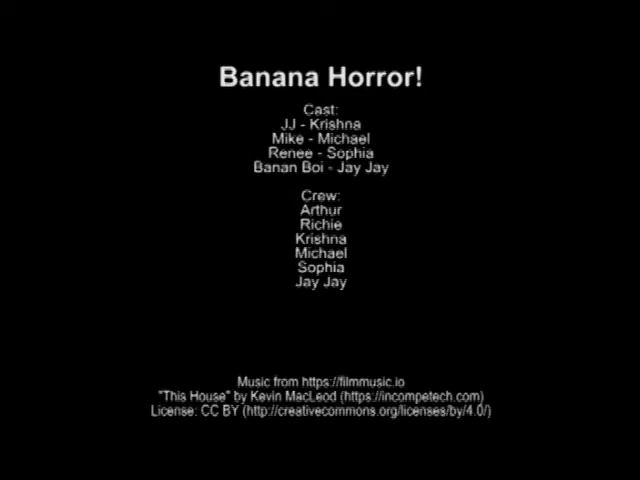 Banana Horror!
Cast:
JJ - Krishna
Mike - Michael
Renee - Sophia
Banan Boi - Jay Jay
Crew:
Arthur
Richie
Krishna
Michael
Sophia
Jay Jay
Music from https://filmmusic.io
"This House" by Kevin MacLeod (https://incompetech.com)
License: CC BY (http://creativecommons.org/licenses/by/4.0/)